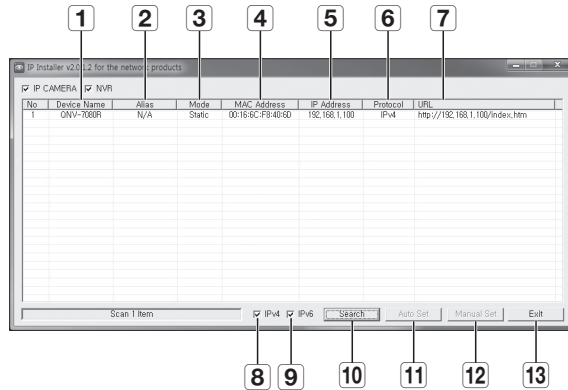 1 2 3 4 5 6 7
IP Installer v2.0.1.2 for the network products
IP CAMERA NVR
No Device Name Alias Mode MAC Address IP Address Protocol URL
1 QNV-7080R N/A Static 00:16:6C:F8:40:6D 192,168,1,100 IPv4 http://192,168,1,100/index,htm
Scan 1 Item IPv4 IPv6 Search Auto Set Manual Set Exit
8 9 10 11 12 13